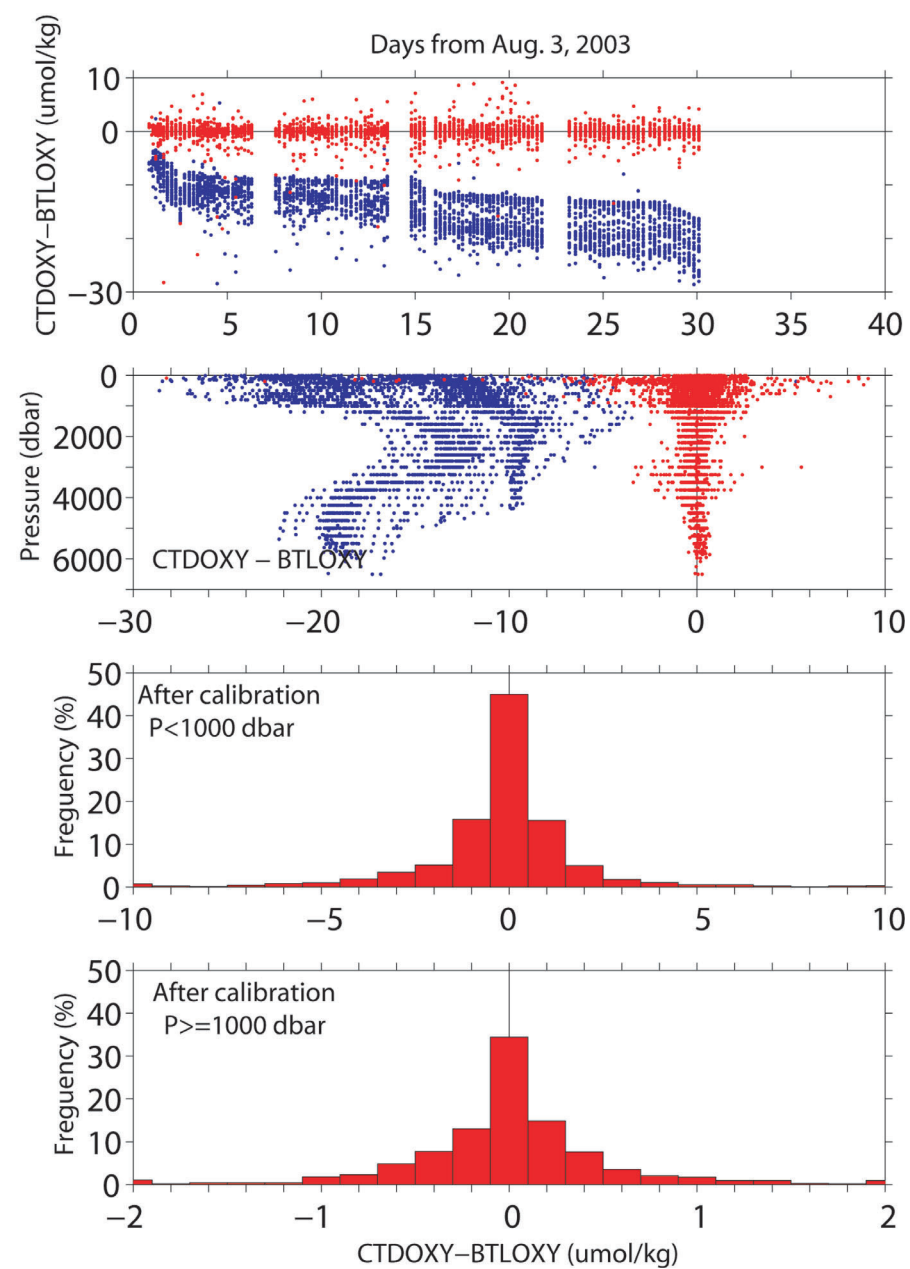 Days from Aug. 3, 2003
CTDOXY−BTLOXY (umol/kg)
10
0
−30
0 5 10 15 20 25 30 35 40
Pressure (dbar)
0
2000
4000
6000
CTDOXY − BTLOXY
−30 −20 −10 0 10
Freguency (%)
50
40
30
20
10
0
After calibration
P<1000 dbar
−10 −5 0 5 10
Freguency (%)
50
40
30
20
10
0
After calibration
P>=1000 dbar
−2 −1 0 1 2
CTDOXY−BTLOXY (umol/kg)